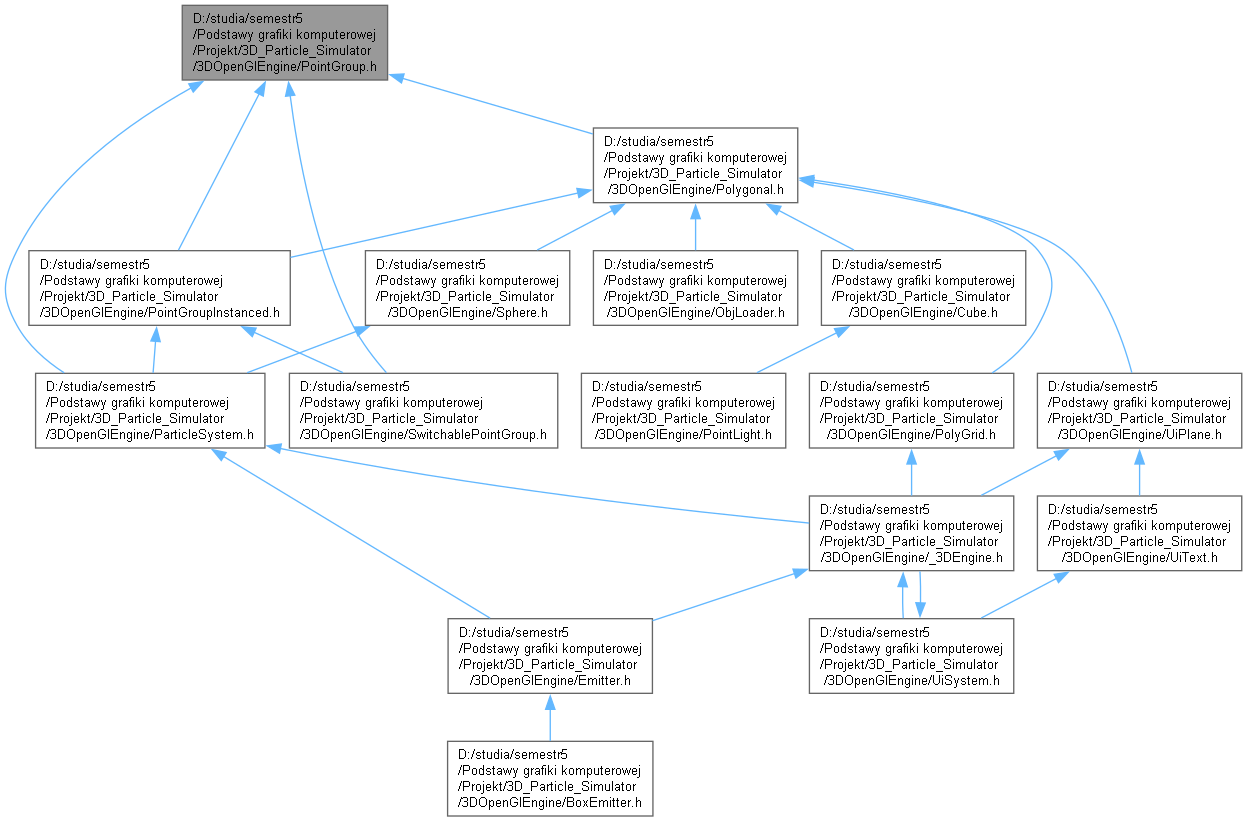 D:/studia/semestr5
/Podstawy grafiki komputerowej
/Projekt/3D_Particle_Simulator
/3DOpenGlEngine/PointGroup.h
D:/studia/semestr5
/Podstawy grafiki komputerowej
/Projekt/3D_Particle_Simulator
/3DOpenGlEngine/Polygonal.h
D:/studia/semestr5
/Podstawy grafiki komputerowej
/Projekt/3D_Particle_Simulator
/3DOpenGlEngine/PointGroupInstanced.h
D:/studia/semestr5
/Podstawy grafiki komputerowej
/Projekt/3D_Particle_Simulator
/3DOpenGlEngine/Sphere.h
D:/studia/semestr5
/Podstawy grafiki komputerowej
/Projekt/3D_Particle_Simulator
/3DOpenGlEngine/ObjLoader.h
D:/studia/semestr5
/Podstawy grafiki komputerowej
/Projekt/3D_Particle_Simulator
/3DOpenGlEngine/Cube.h
D:/studia/semestr5
/Podstawy grafiki komputerowej
/Projekt/3D_Particle_Simulator
/3DOpenGlEngine/ParticleSystem.h
D:/studia/semestr5
/Podstawy grafiki komputerowej
/Projekt/3D_Particle_Simulator
/3DOpenGlEngine/SwitchablePointGroup.h
D:/studia/semestr5
/Podstawy grafiki komputerowej
/Projekt/3D_Particle_Simulator
/3DOpenGlEngine/PointLight.h
D:/studia/semestr5
/Podstawy grafiki komputerowej
/Projekt/3D_Particle_Simulator
/3DOpenGlEngine/PolyGrid.h
D:/studia/semestr5
/Podstawy grafiki komputerowej
/Projekt/3D_Particle_Simulator
/3DOpenGlEngine/UiPlane.h
D:/studia/semestr5
/Podstawy grafiki komputerowej
/Projekt/3D_Particle_Simulator
/3DOpenGlEngine/_3DEngine.h
D:/studia/semestr5
/Podstawy grafiki komputerowej
/Projekt/3D_Particle_Simulator
/3DOpenGlEngine/UiText.h
D:/studia/semestr5
/Podstawy grafiki komputerowej
/Projekt/3D_Particle_Simulator
/3DOpenGlEngine/Emitter.h
D:/studia/semestr5
/Podstawy grafiki komputerowej
/Projekt/3D_Particle_Simulator
/3DOpenGlEngine/UiSystem.h
D:/studia/semestr5
/Podstawy grafiki komputerowej
/Projekt/3D_Particle_Simulator
/3DOpenGlEngine/BoxEmitter.h